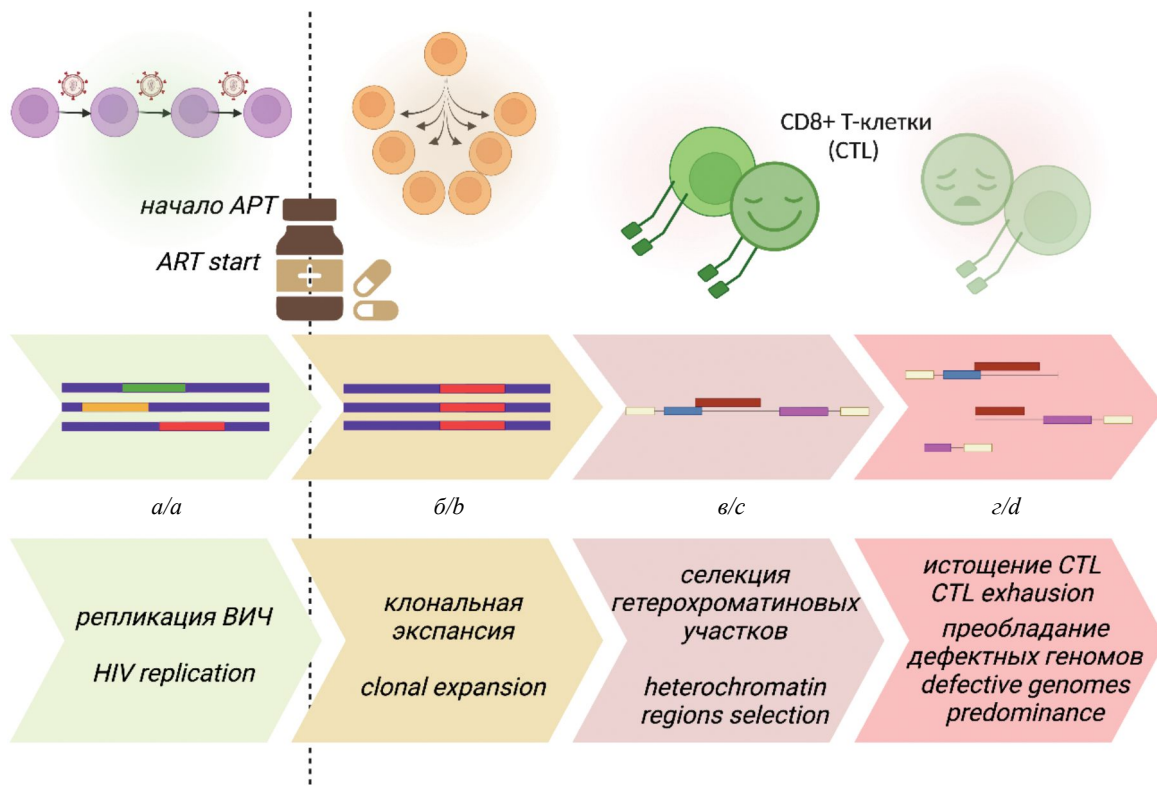 начало АРТ
ART start
CD8+ Т-клетки
(CTL)
а/a
б/b
в/c
г/d
репликация ВИЧ
HIV replication
клональная
экспансия
clonal expansion
селекция
гетерохроматиновых
участков
heterochromatin
regions selection
истощение CTL
CTL exhausion
преобладание
дефектных геномов
defective genomes
predominance